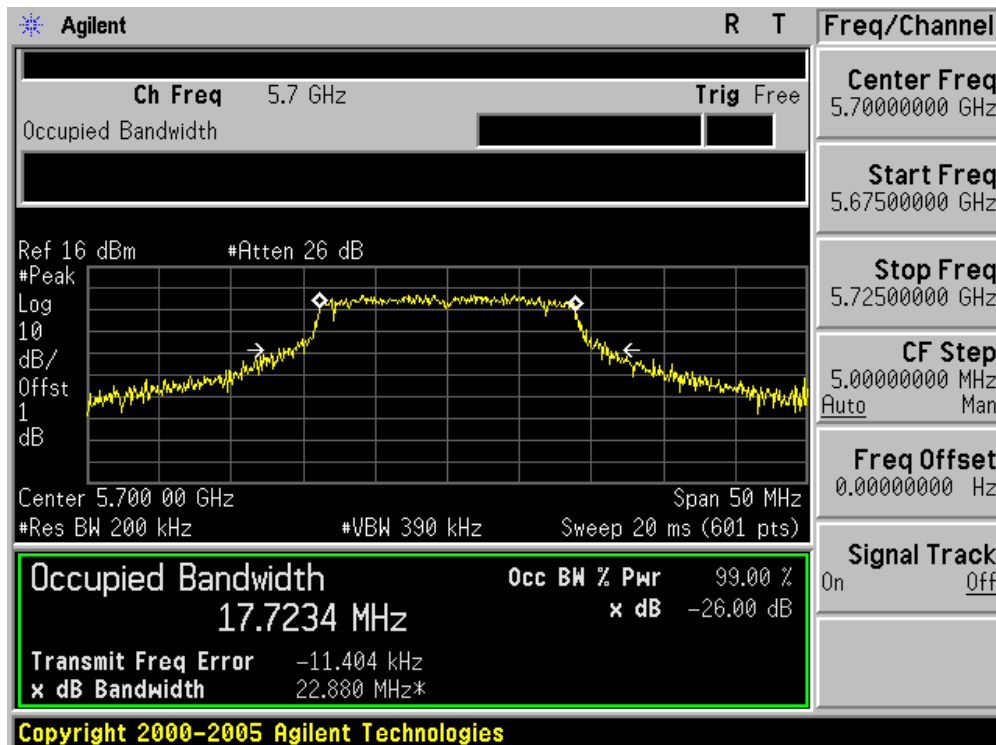 Agilent R T
Ch Freq 5.7 GHz Trig Free
Occupied Bandwidth
Ref 16 dBm #Atten 26 dB
#Peak
Log
10
dB/
Offst
1
dB
Center 5.700 00 GHz Span 50 MHz
#Res BW 200 kHz #VBW 390 kHz Sweep 20 ms (601 pts)
Occupied Bandwidth
17.7234 MHz
Occ BW % Pwr 99.00 %
x dB -26.00 dB
Transmit Freq Error -11.404 kHz
x dB Bandwidth 22.880 MHz*
Copyright 2000-2005 Agilent Technologies
Freq/Channel
Center Freq
5.70000000 GHz
Start Freq
5.67500000 GHz
Stop Freq
5.72500000 GHz
CF Step
5.00000000 MHz
Auto Man
Freq Offset
0.00000000 Hz
Signal Track
On Off